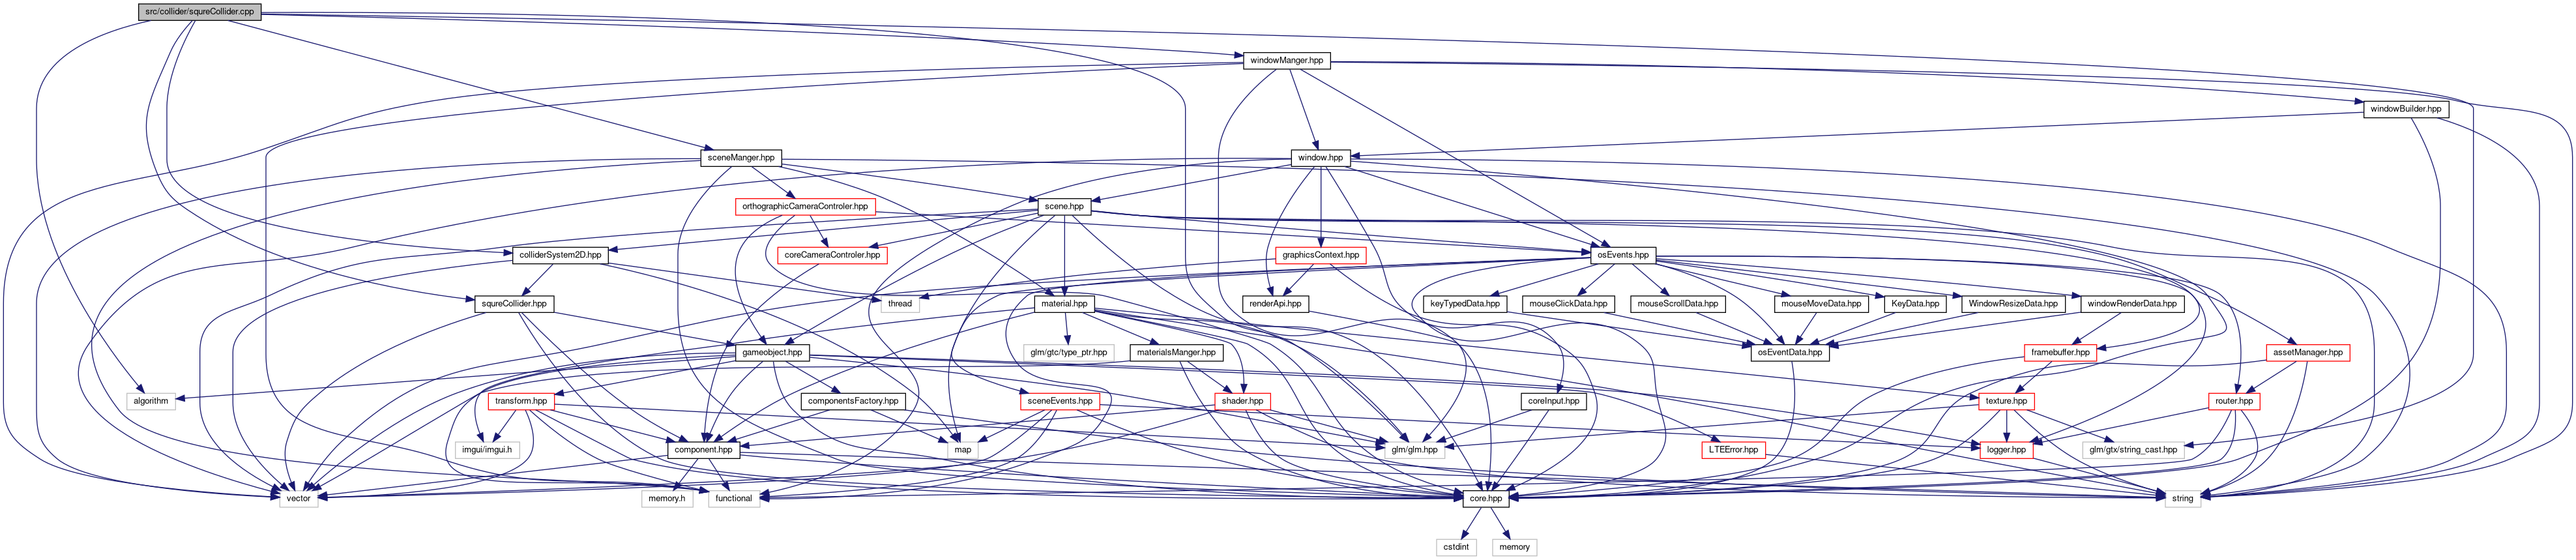 src/collider/squreCollider.cpp
windowManger.hpp
windowBuilder.hpp
sceneManger.hpp
window.hpp
orthographicCameraControler.hpp
scene.hpp
colliderSystem2D.hpp
coreCameraControler.hpp
graphicsContext.hpp
osEvents.hpp
squreCollider.hpp
thread
material.hpp
renderApi.hpp
keyTypedData.hpp
mouseClickData.hpp
mouseScrollData.hpp
mouseMoveData.hpp
KeyData.hpp
WindowResizeData.hpp
windowRenderData.hpp
gameobject.hpp
glm/gtc/type_ptr.hpp
materialsManger.hpp
osEventData.hpp
framebuffer.hpp
assetManager.hpp
algorithm
transform.hpp
componentsFactory.hpp
sceneEvents.hpp
shader.hpp
coreInput.hpp
texture.hpp
router.hpp
imgui/imgui.h
component.hpp
map
glm/glm.hpp
LTEError.hpp
logger.hpp
glm/gtx/string_cast.hpp
vector
memory.h
functional
core.hpp
string
cstdint
memory